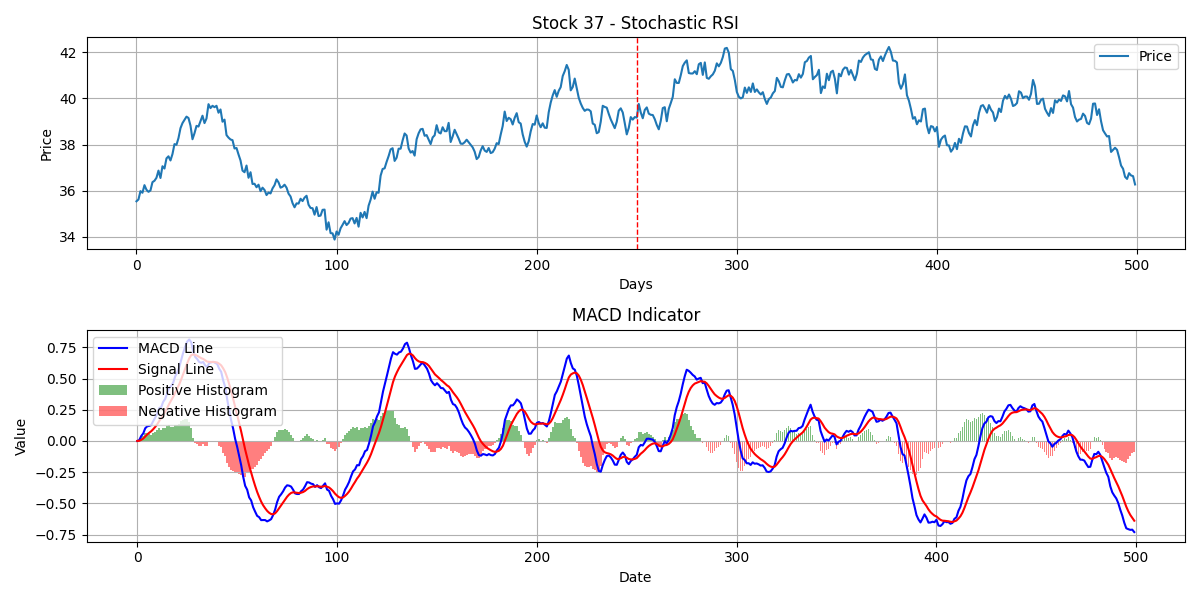 Stock 37 - Stochastic RSI
Price
42
40
38
36
34
Price
0 100 200 300 400 500
Days
MACD Indicator
MACD Line
Signal Line
Positive Histogram
Negative Histogram
0.75
0.50
0.25
0.00
−0.25
−0.50
−0.75
Value
0 100 200 300 400 500
Date